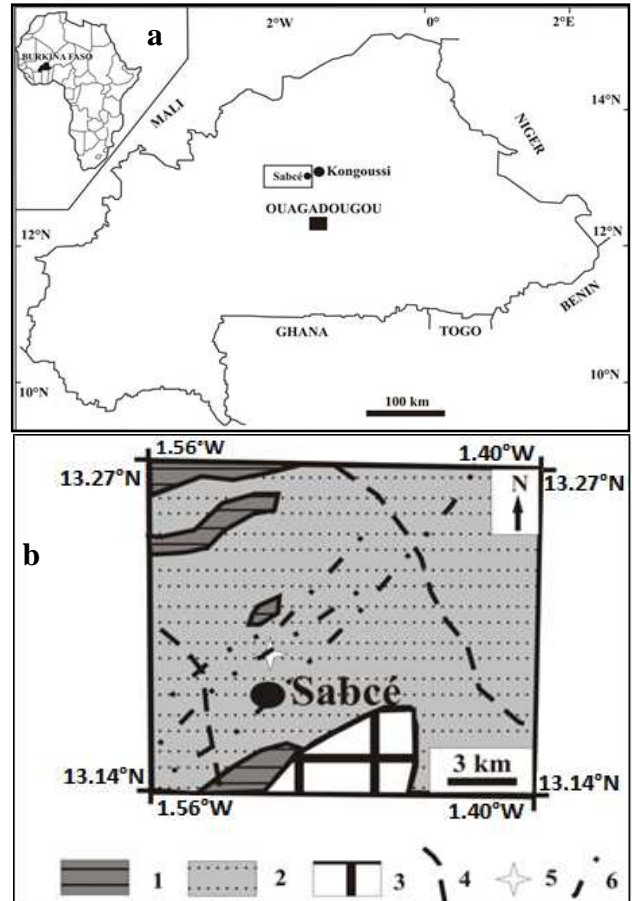 2°W 0° 2°E
a
BURKINA FASO
MALI
14°N
NIGER
Sabcé Kongoussi
OUAGADOUGOU
12°N 12°N
BENIN
GHANA TOGO
10°N 10°N
100 km
1.56°W 1.40°W
13.27°N 13.27°N
N
b
Sabcé
3 km
13.14°N 13.14°N
1.56°W 1.40°W
1 2 3 4 5 6